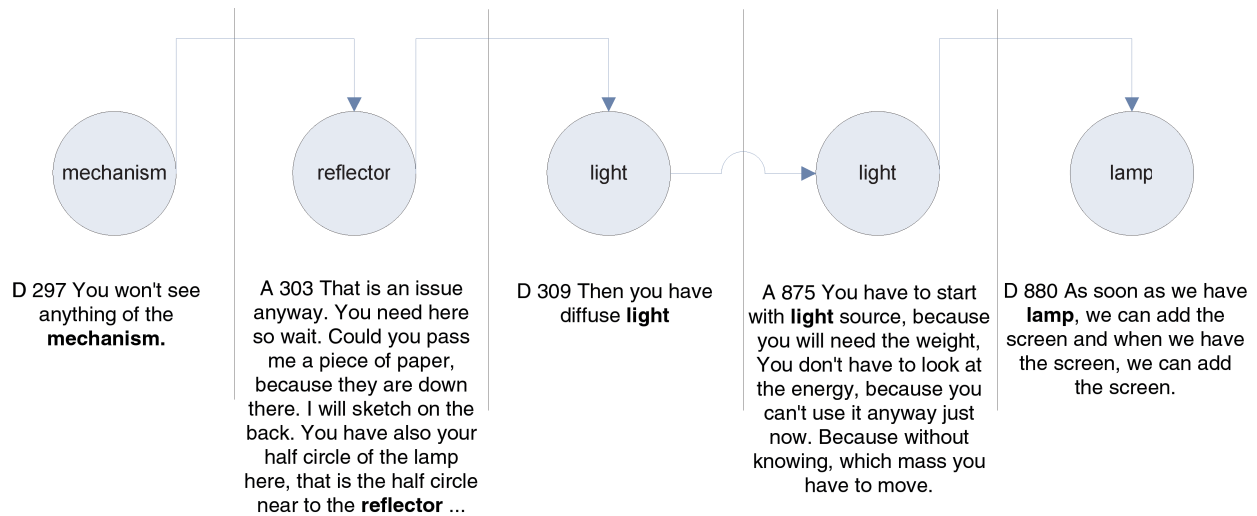 mechanism
reflector
light
light
lamp
D 297 You won't see
anything of the
mechanism.
A 303 That is an issue
anyway. You need here
so wait. Could you pass
me a piece of paper,
because they are down
there. I will sketch on the
back. You have also your
half circle of the lamp
here, that is the half circle
near to the reflector ...
D 309 Then you have
diffuse light
A 875 You have to start
with light source, because
you will need the weight,
You don't have to look at
the energy, because you
can't use it anyway just
now. Because without
knowing, which mass you
have to move.
D 880 As soon as we have
lamp, we can add the
screen and when we have
the screen, we can add
the screen.